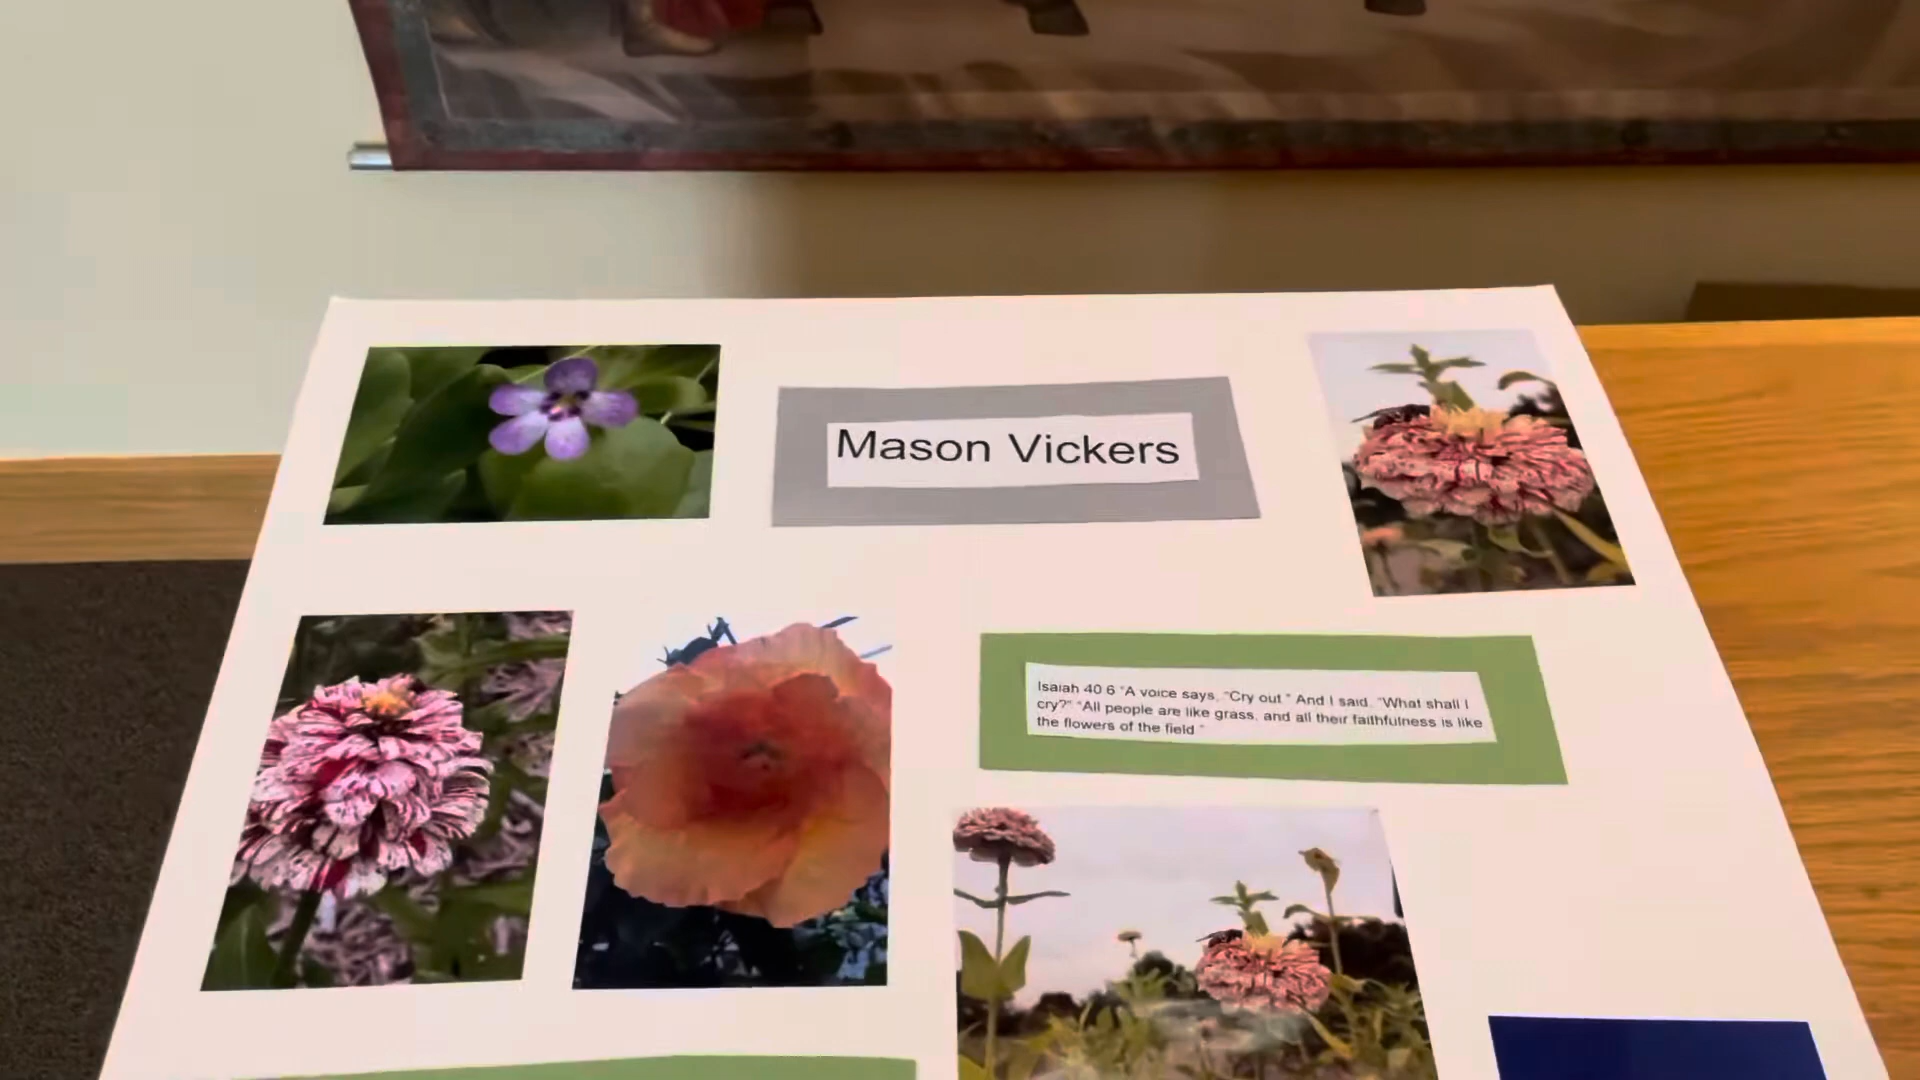 Mason Vickers
Isaiah 40 6 "A voice says, "Cry out." And I said, "What shall I
cry?" "All people are like grass, and all their faithfulness is like
the flowers of the field "